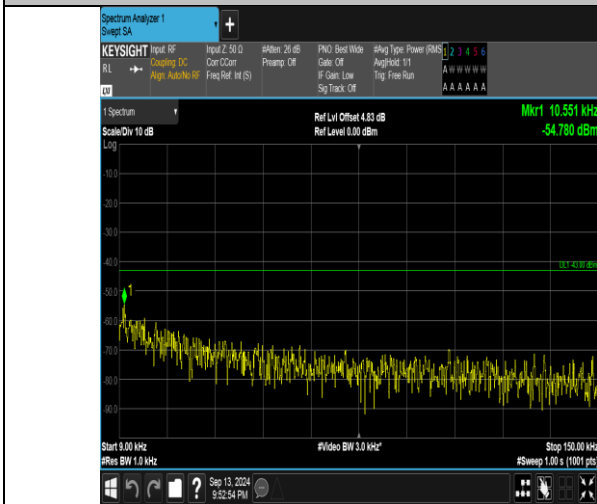 Spectrum Analyzer 1
Swept SA
+
KEYSIGHT
RL
Input: RF
Coupling: DC
Align: Auto/No RF
Input Z: 50 Ω
Corr CCorr
Freq Ref: Int (S)
#Atten: 26 dB
Preamp: Off
PNO: Best Wide
Gate: Off
IF Gain: Low
Sig Track: Off
#Avg Type: Power (RMS
Avg|Hold: 1/1
Trig: Free Run
1 2 3 4 5 6
A W W W W W
A A A A A A
1 Spectrum
Scale/Div 10 dB
Log
Ref Lvl Offset 4.83 dB
Ref Level 0.00 dBm
Mkr1 10.551 kHz
-54.780 dBm
-10.0
-20.0
-30.0
-40.0
DL1 -43.00 dBm
-50.0
1
-60.0
-70.0
-80.0
-90.0
Start 9.00 kHz
#Res BW 1.0 kHz
#Video BW 3.0 kHz*
Stop 150.00 kHz
#Sweep 1.00 s (1001 pts)
?
Sep 13, 2024
9:52:54 PM